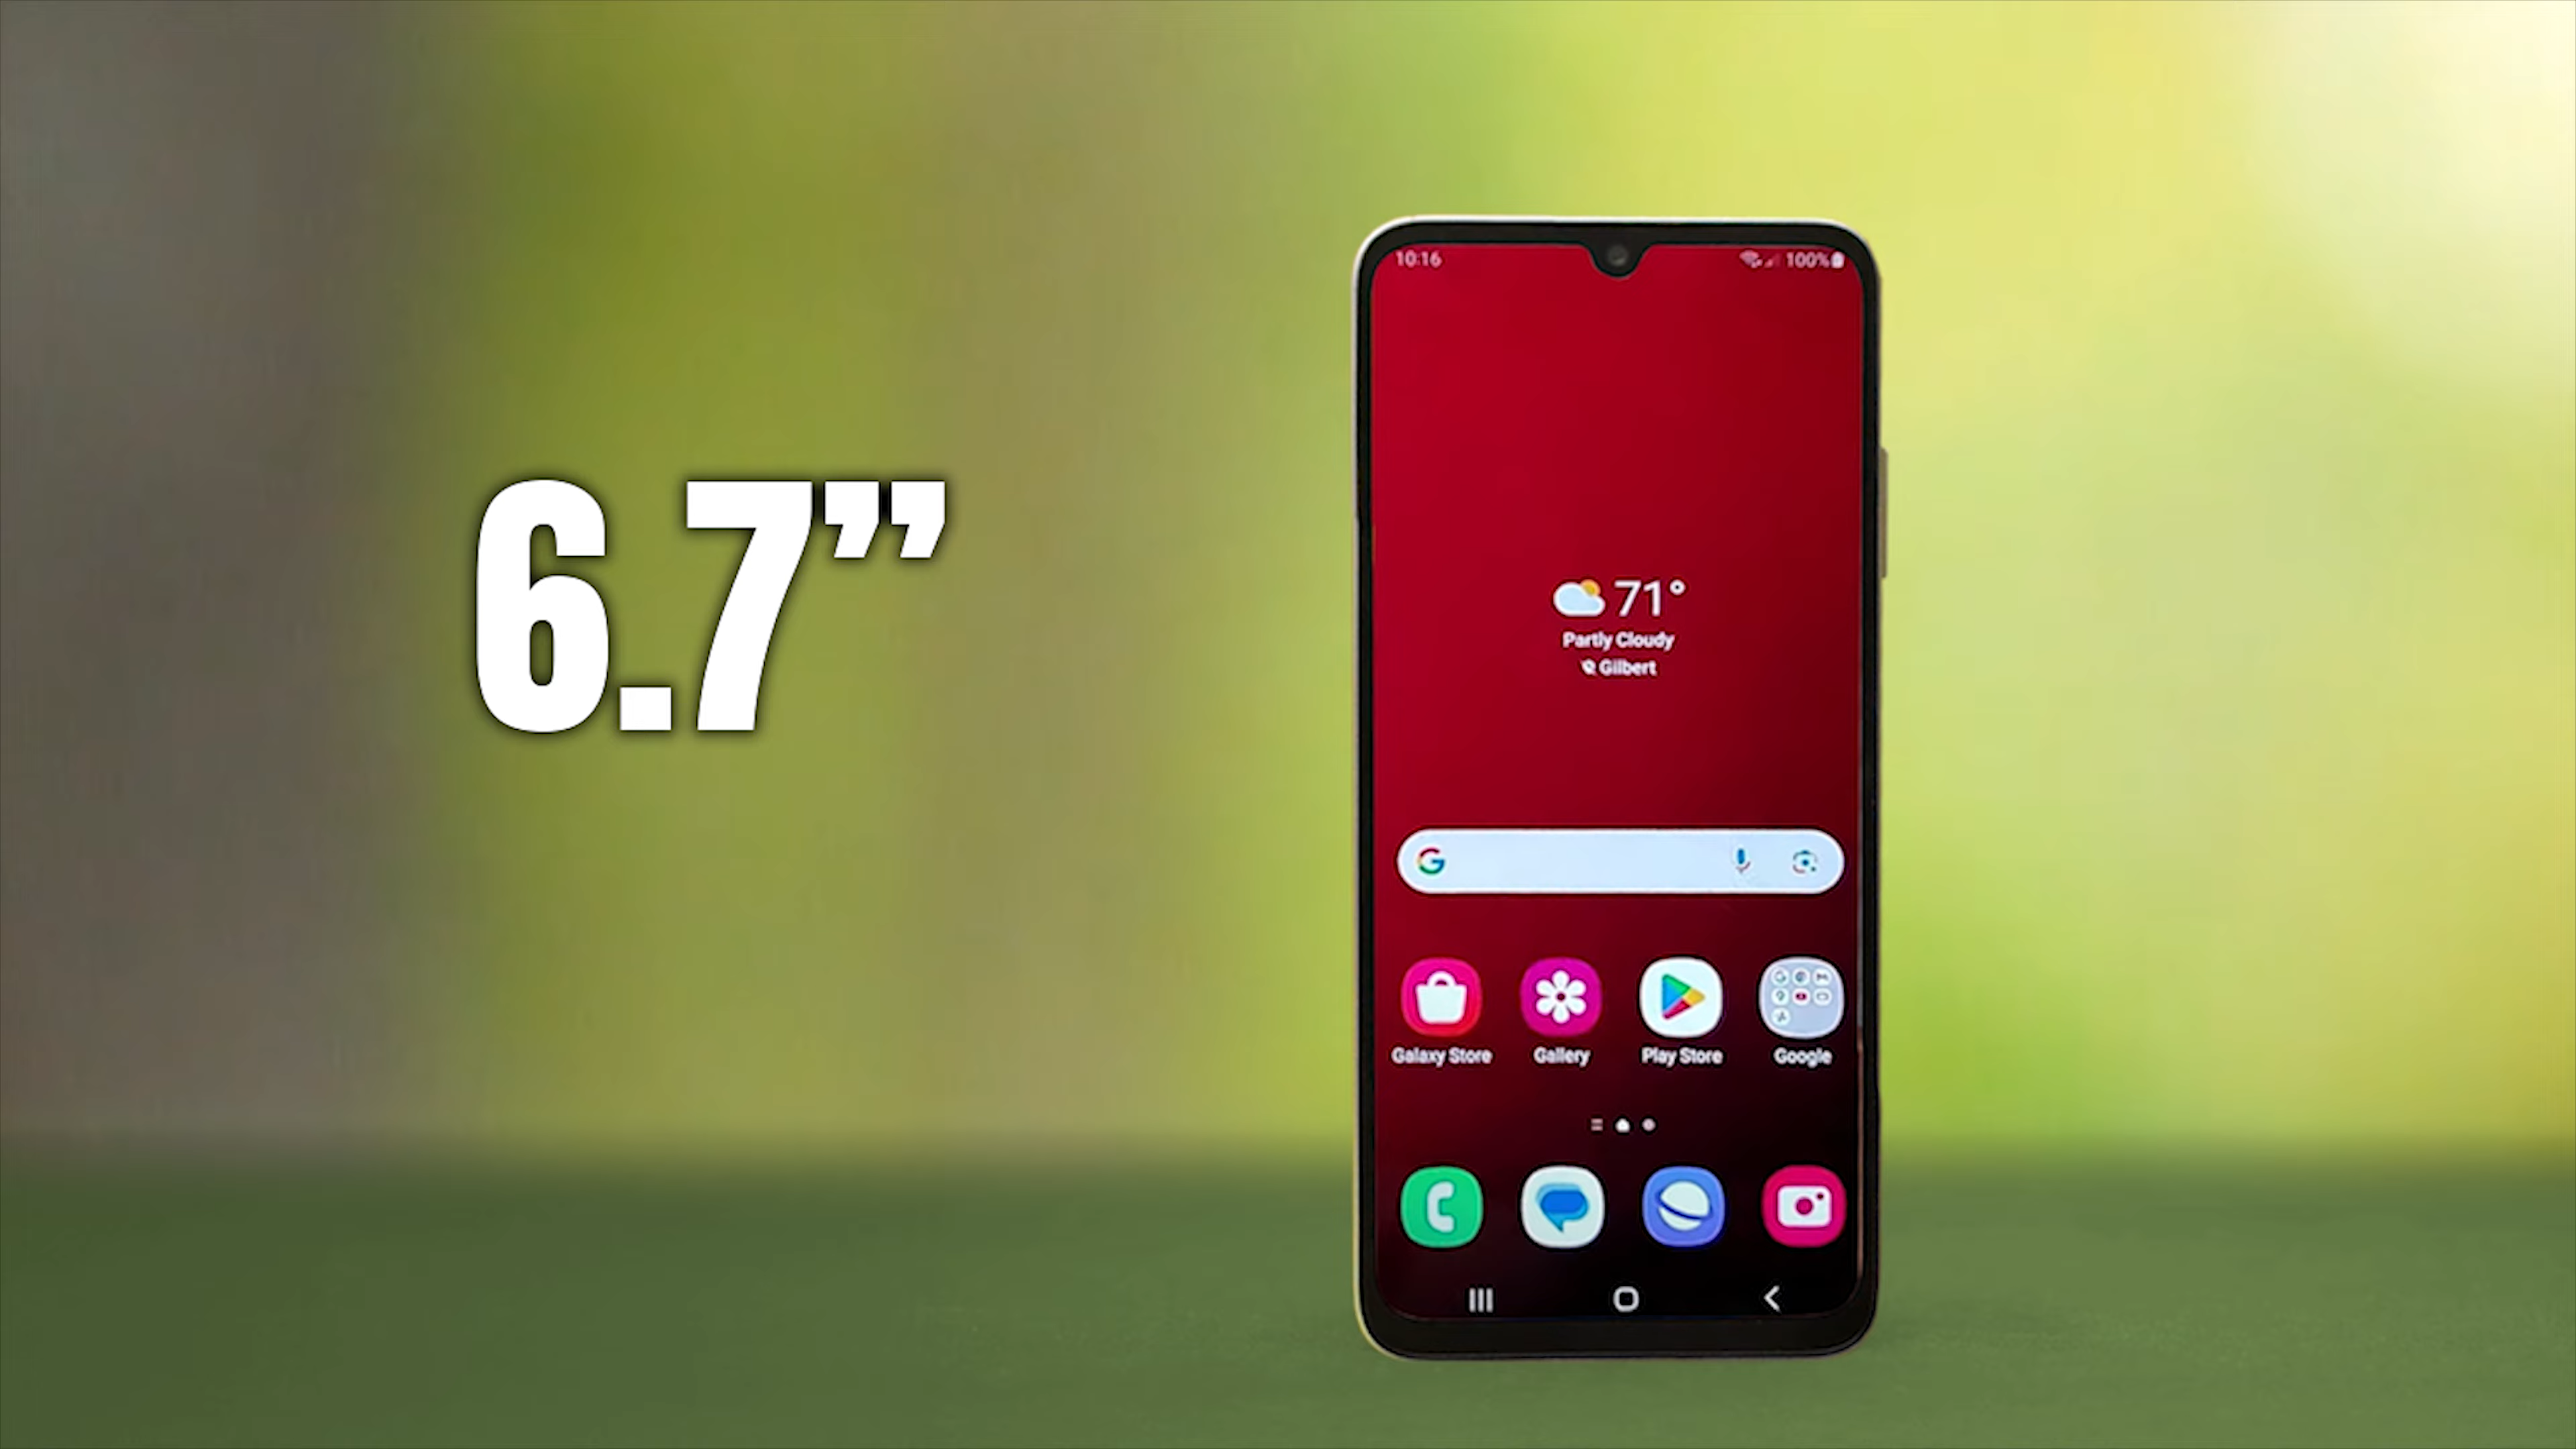 6.7”
10:16
100%
71°
Partly Cloudy
Gilbert
Galaxy Store
Gallery
Play Store
Google